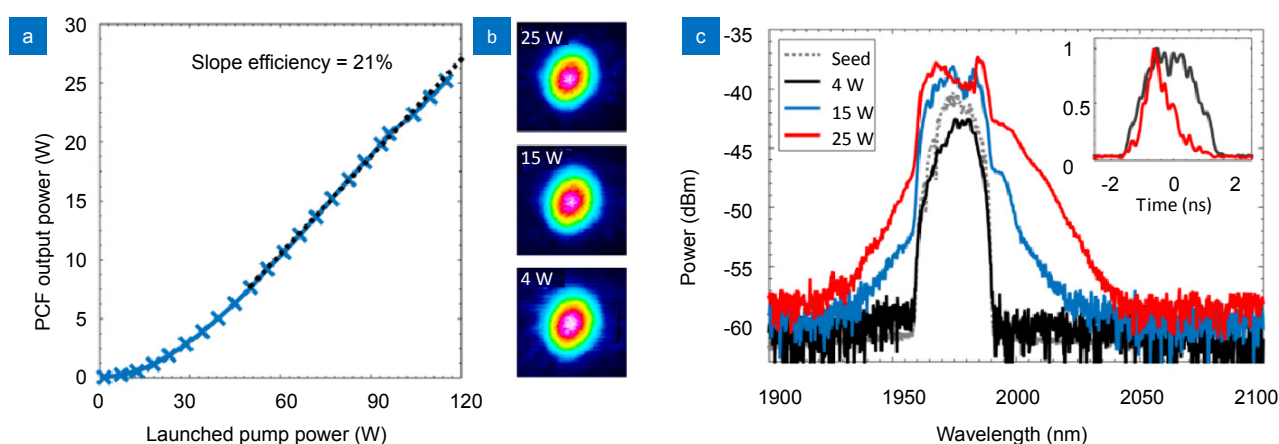 a
30
25
20
15
10
5
0
PCF output power (W)
Slope efficiency = 21%
0 30 60 90 120
Launched pump power (W)
b
25 W
15 W
4 W
c
-35
-40
-45
-50
-55
-60
Power (dBm)
Seed
4 W
15 W
25 W
1
0.5
0
-2 0 2
Time (ns)
1900 1950 2000 2050 2100
Wavelength (nm)